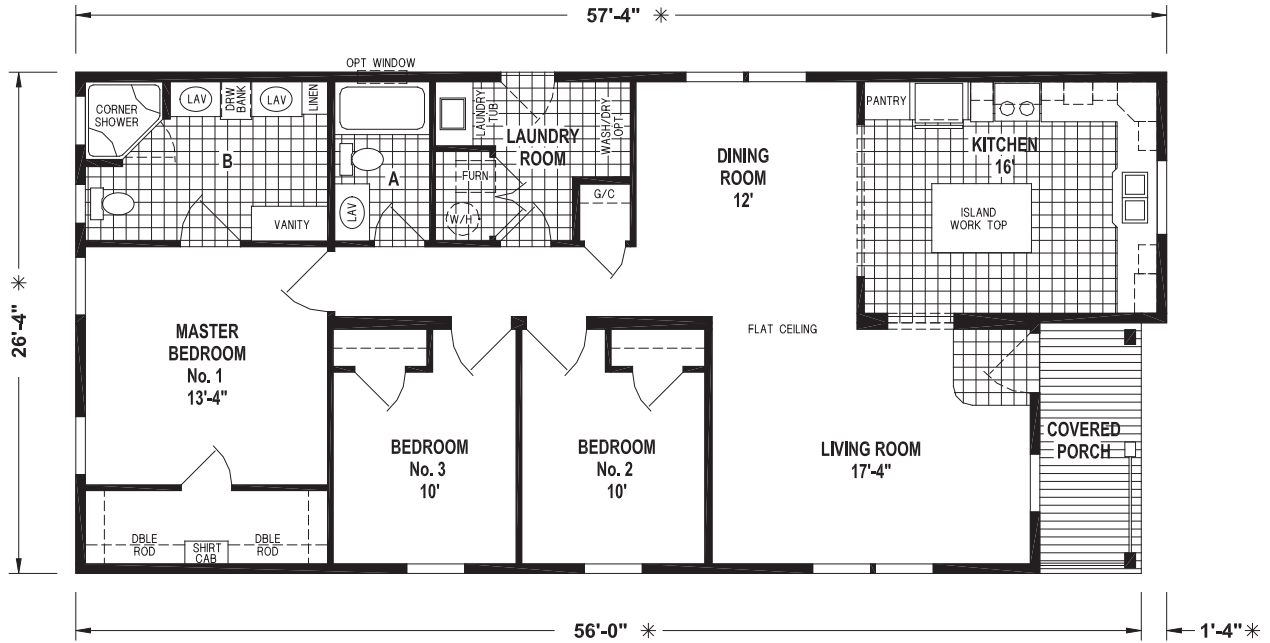 57'-4" ✳
OPT WINDOW
CORNER
SHOWER
LAV
DRW
BANK
LAV
LINEN
B
VANITY
A
LAV
LAUNDRY
TUB
LAUNDRY
ROOM
WASH/DRY
OPT
FURN
W/H
G/C
DINING
ROOM
12'
PANTRY
KITCHEN
16'
ISLAND
WORK TOP
26'-4" ✳
MASTER
BEDROOM
No. 1
13'-4"
FLAT CEILING
BEDROOM
No. 3
10'
BEDROOM
No. 2
10'
LIVING ROOM
17'-4"
COVERED
PORCH
DBLE
ROD
SHIRT
CAB
DBLE
ROD
56'-0" ✳
1'-4" ✳